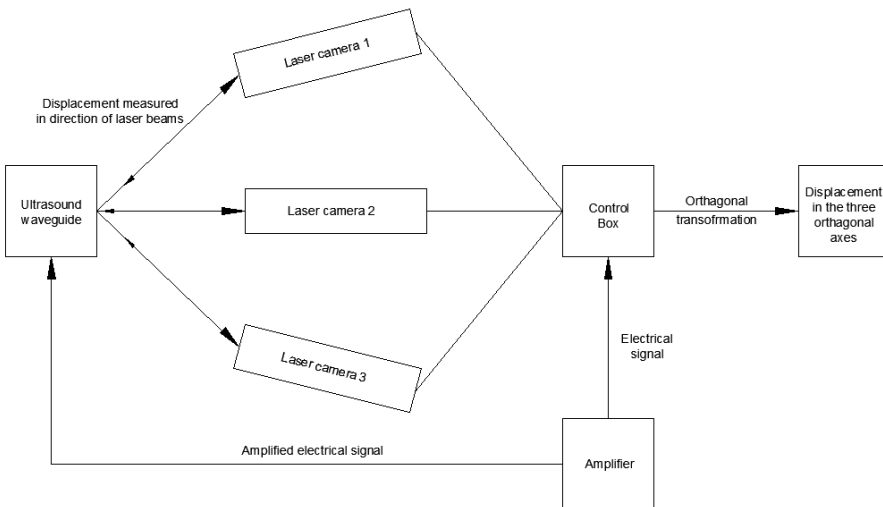 Laser camera 1
Displacement measured
in direction of laser beams
Ultrasound
waveguide
Laser camera 2
Control
Box
Orthagonal
transofrmation
Displacement
in the three
orthagonal
axes
Laser camera 3
Electrical
signal
Amplified electrical signal
Amplifier